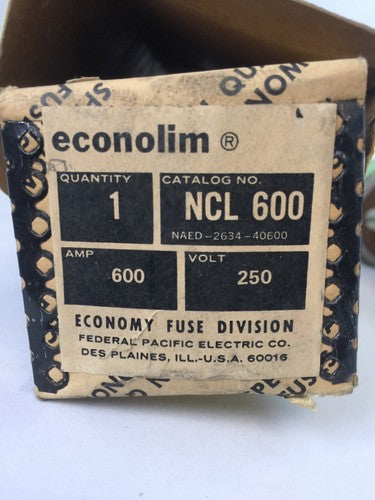 econolim ®
QUANTITY CATALOG NO.
1 NCL 600
NAED-2634-40600
AMP VOLT
600 250
ECONOMY FUSE DIVISION
FEDERAL PACIFIC ELECTRIC CO.
DES PLAINES, ILL.-U.S.A. 60016